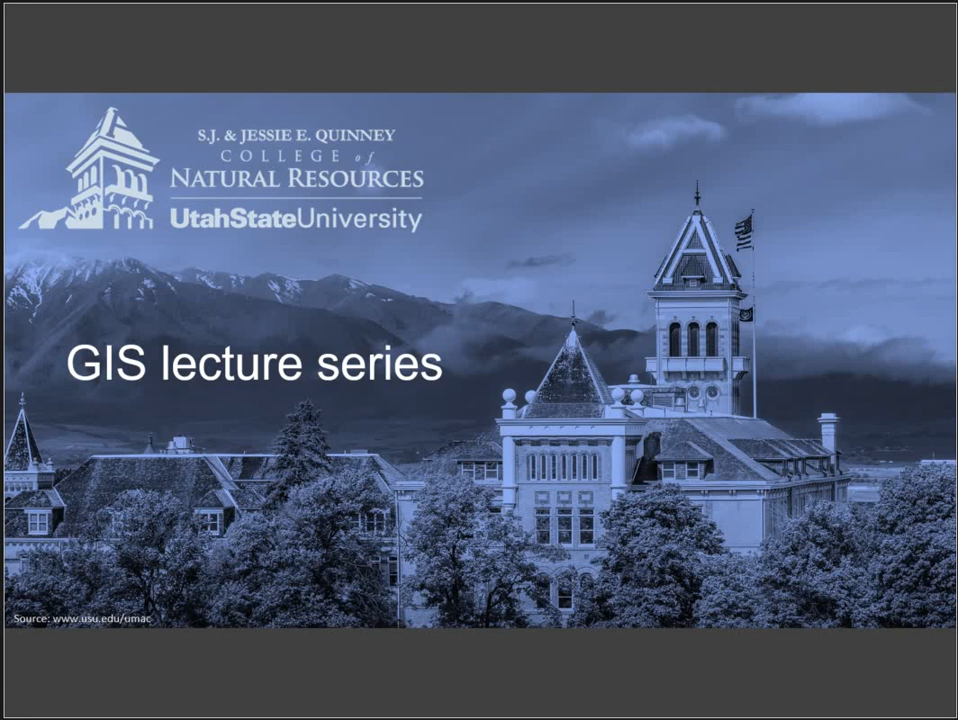 S.J. & JESSIE E. QUINNEY
COLLEGE of
NATURAL RESOURCES
UtahStateUniversity
GIS lecture series
Source: www.usu.edu/umac